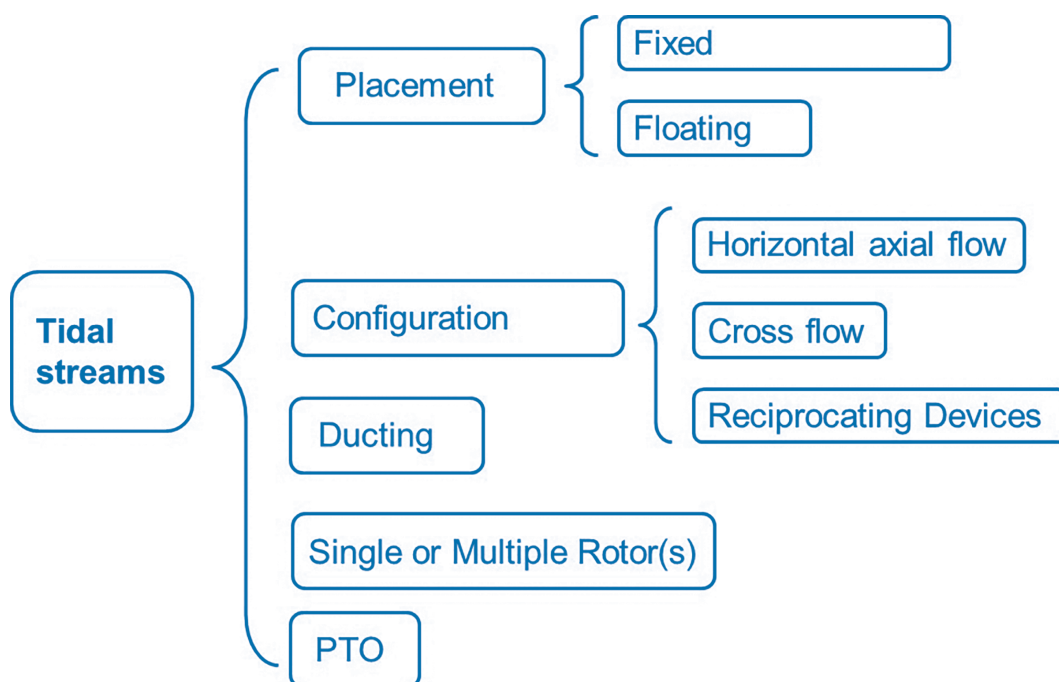 Tidal
streams
Placement
Fixed
Floating
Configuration
Horizontal axial flow
Cross flow
Reciprocating Devices
Ducting
Single or Multiple Rotor(s)
PTO